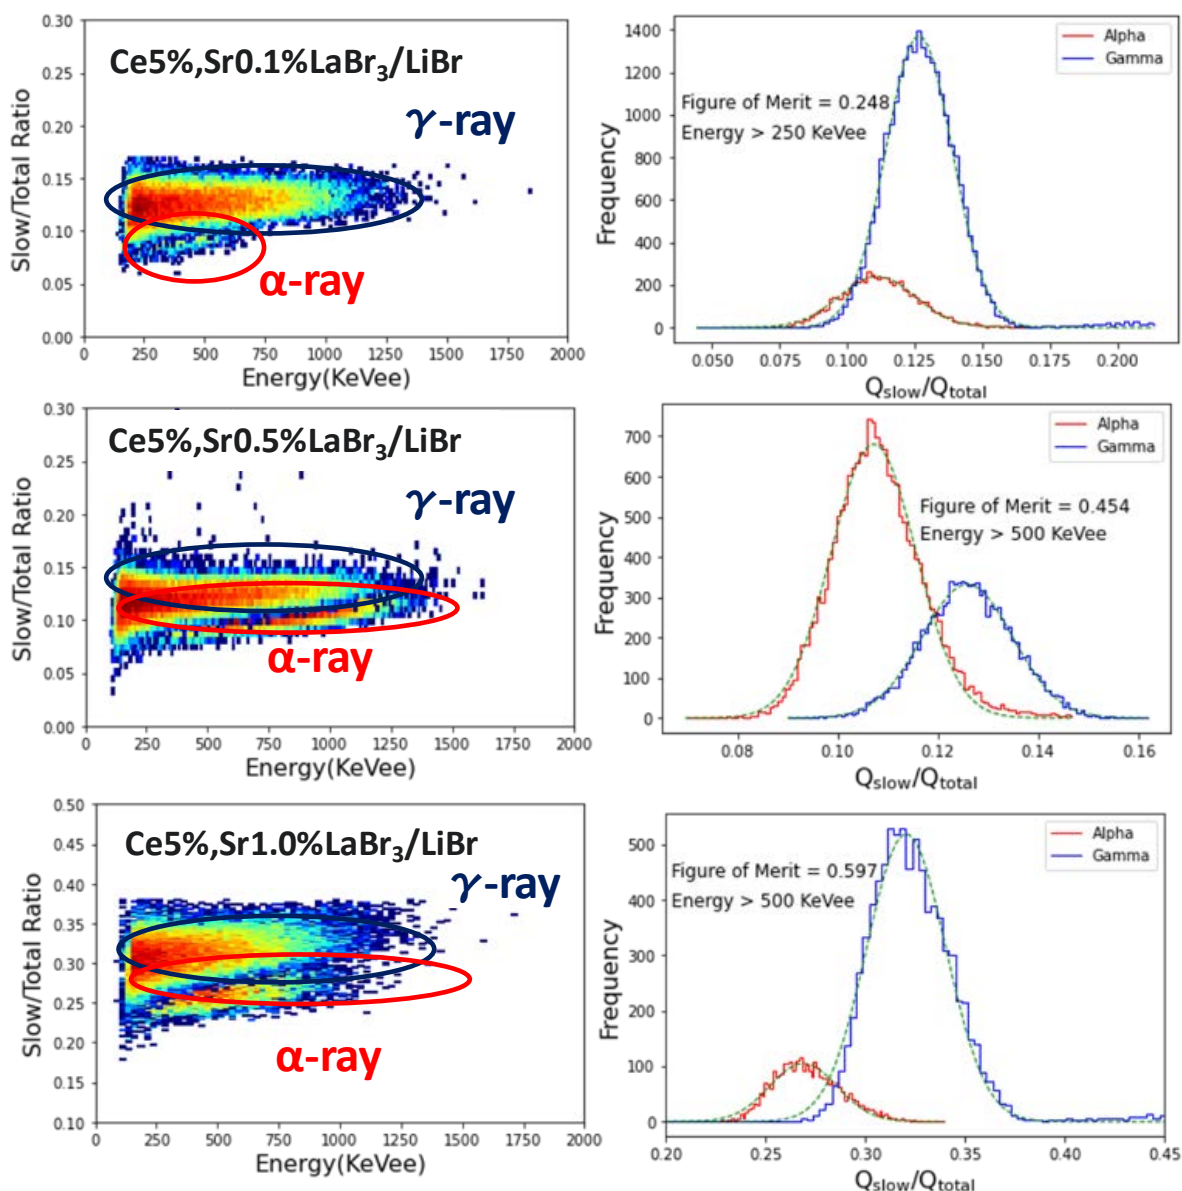 0.30
0.25
0.20
0.15
0.10
0.05
0.00
Slow/Total Ratio
Ce5%,Sr0.1%LaBr₃/LiBr
γ-ray
α-ray
0 250 500 750 1000 1250 1500 1750 2000
Energy(KeVee)
1400
1200
1000
800
600
400
200
0
Frequency
Alpha
Gamma
Figure of Merit = 0.248
Energy > 250 KeVee
0.050 0.075 0.100 0.125 0.150 0.175 0.200
Qslow/Qtotal
0.30
0.25
0.20
0.15
0.10
0.05
0.00
Slow/Total Ratio
Ce5%,Sr0.5%LaBr₃/LiBr
γ-ray
α-ray
0 250 500 750 1000 1250 1500 1750 2000
Energy(KeVee)
700
600
500
400
300
200
100
0
Frequency
Alpha
Gamma
Figure of Merit = 0.454
Energy > 500 KeVee
0.08 0.10 0.12 0.14 0.16
Qslow/Qtotal
0.50
0.45
0.40
0.35
0.30
0.25
0.20
0.15
0.10
Slow/Total Ratio
Ce5%,Sr1.0%LaBr₃/LiBr
γ-ray
α-ray
0 250 500 750 1000 1250 1500 1750 2000
Energy(KeVee)
500
400
300
200
100
0
Frequency
Alpha
Gamma
Figure of Merit = 0.597
Energy > 500 KeVee
0.20 0.25 0.30 0.35 0.40 0.45
Qslow/Qtotal